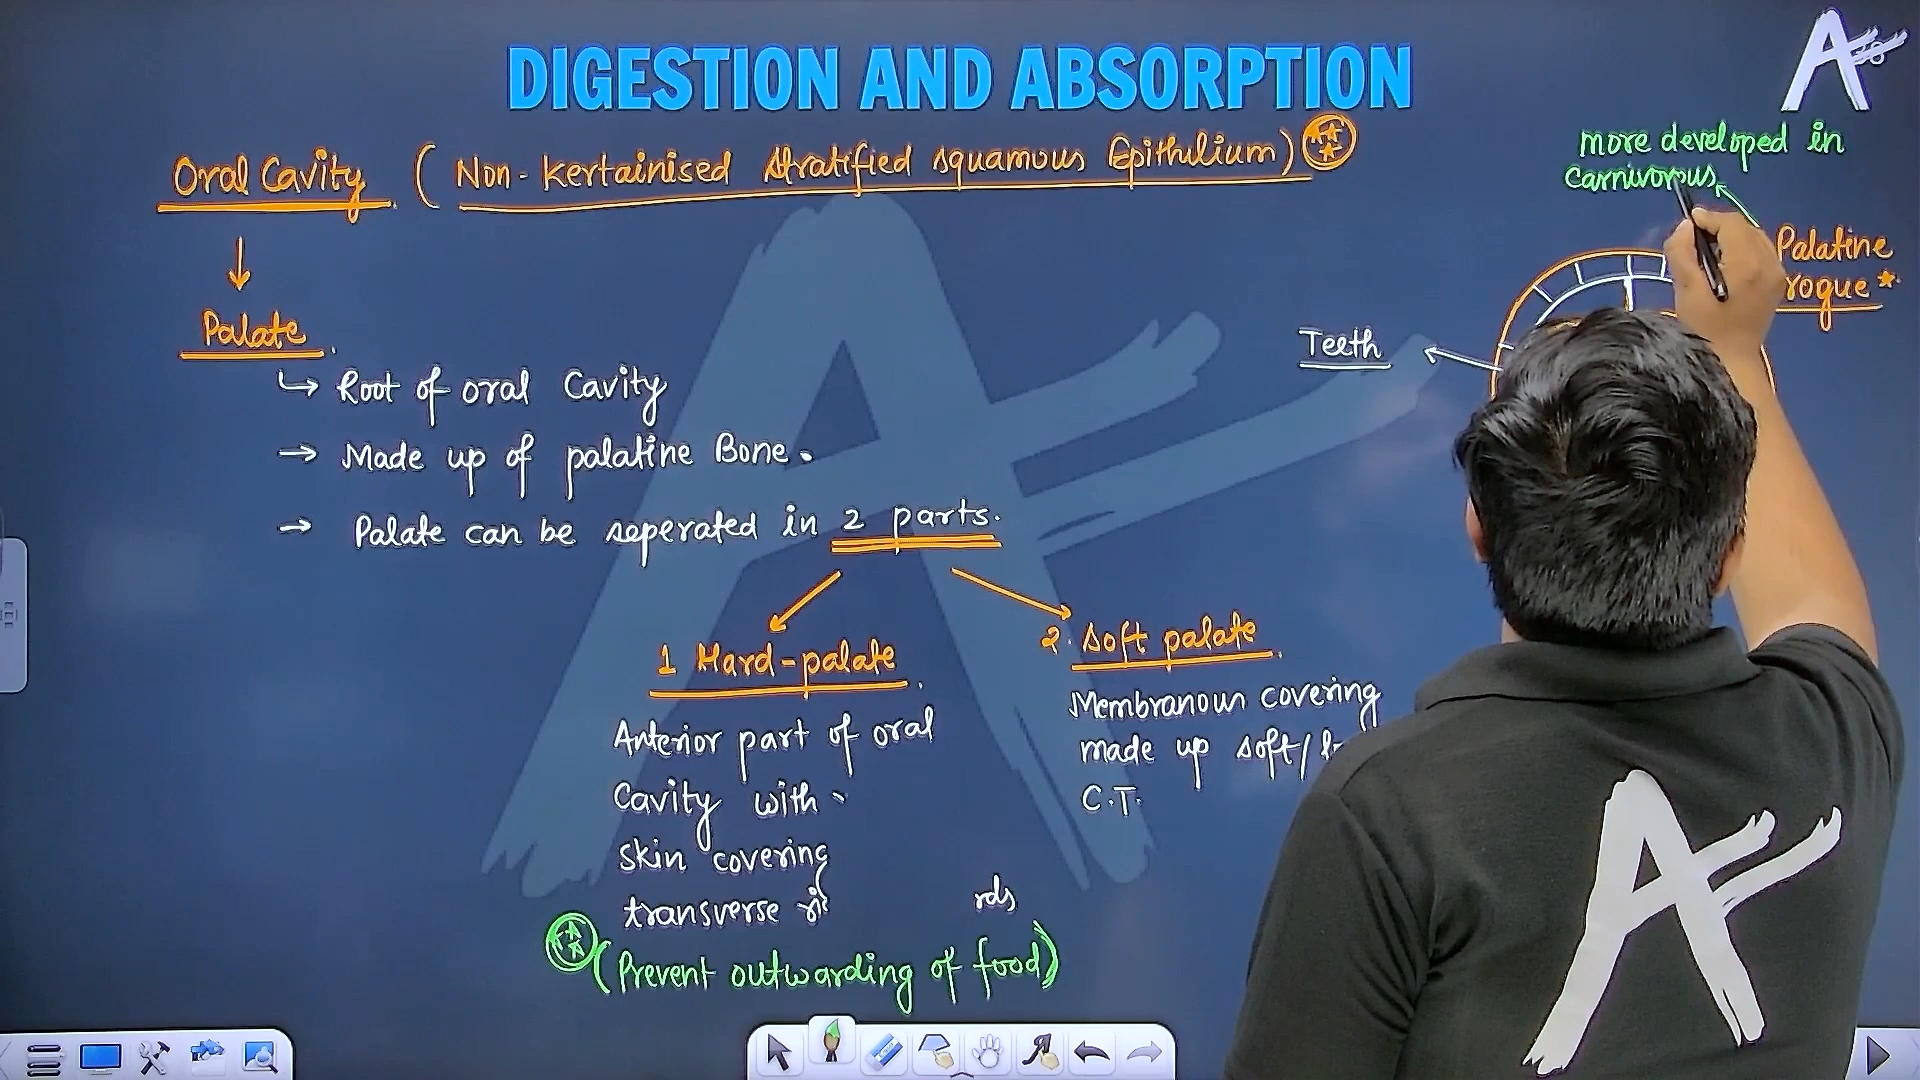 DIGESTION AND ABSORPTION
Oral Cavity ( Non-kertainised stratified squamous Epithilium)
Palate
Root of oral Cavity
Made up of palatine Bone.
Palate can be seperated in 2 parts.
1 Hard-palate
Anterior part of oral
Cavity with
Skin covering
transverse
(Prevent outwarding of food)
2. Soft palate
Membranoun covering
made up soft/
C.T.
Teeth
more developed in
Carnivorous
Palatine
rogue *